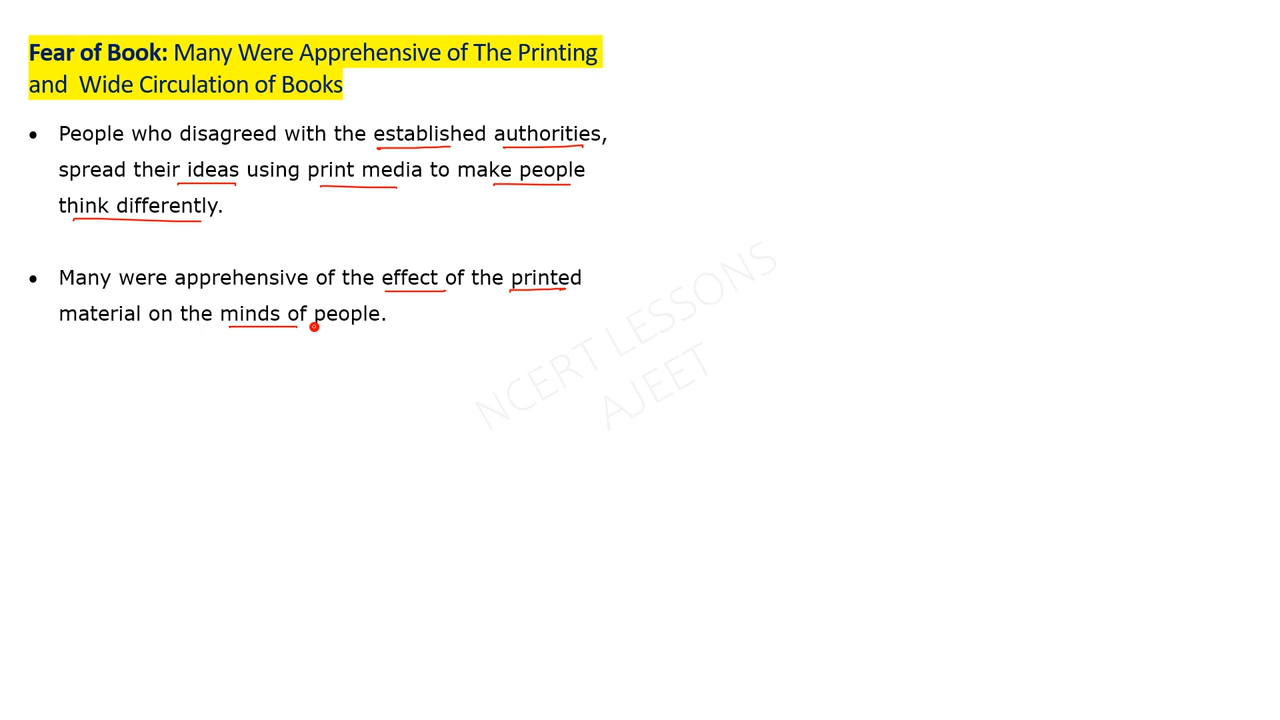 Fear of Book: Many Were Apprehensive of The Printing
and Wide Circulation of Books
• People who disagreed with the established authorities,
spread their ideas using print media to make people
think differently.
• Many were apprehensive of the effect of the printed
material on the minds of people.
NCERT LESSONS
AJEET